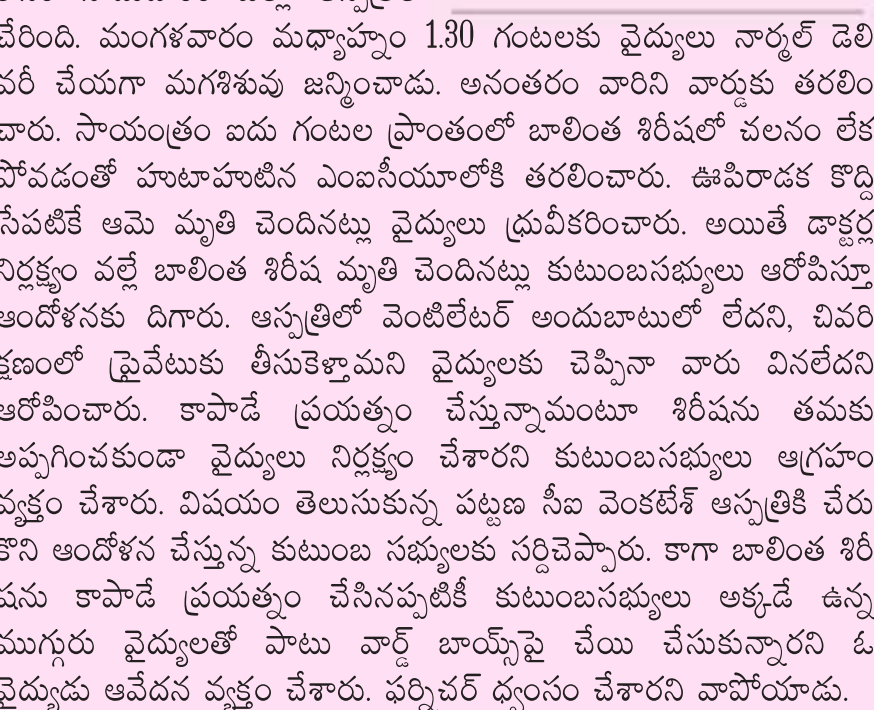 చేరింది. మంగళవారం మధ్యాహ్నం 1.30 గంటలకు వైద్యులు నార్మల్ డెలి
వరీ చేయగా మగశిశువు జన్మించాడు. అనంతరం వారిని వార్డుకు తరలిం
చారు. సాయంత్రం ఐదు గంటల ప్రాంతంలో బాలింత శిరీషలో చలనం లేక
పోవడంతో హుటాహుటిన ఎంఐసీయూలోకి తరలించారు. ఊపిరాడక కొద్ది
సేపటికే ఆమె మృతి చెందినట్లు వైద్యులు ధ్రువీకరించారు. అయితే డాక్టర్ల
నిర్లక్ష్యం వల్లే బాలింత శిరీష మృతి చెందినట్లు కుటుంబసభ్యులు ఆరోపిస్తూ
ఆందోళనకు దిగారు. ఆస్పత్రిలో వెంటిలేటర్ అందుబాటులో లేదని, చివరి
క్షణంలో ప్రైవేటుకు తీసుకెళ్తామని వైద్యులకు చెప్పినా వారు వినలేదని
ఆరోపించారు. కాపాడే ప్రయత్నం చేస్తున్నామంటూ శిరీషను తమకు
అప్పగించకుండా వైద్యులు నిర్లక్ష్యం చేశారని కుటుంబసభ్యులు ఆగ్రహం
వ్యక్తం చేశారు. విషయం తెలుసుకున్న పట్టణ సీఐ వెంకటేశ్ ఆస్పత్రికి చేరు
కొని ఆందోళన చేస్తున్న కుటుంబ సభ్యులకు సర్దిచెప్పారు. కాగా బాలింత శిరీ
షను కాపాడే ప్రయత్నం చేసినప్పటికీ కుటుంబసభ్యులు అక్కడే ఉన్న
ముగ్గురు వైద్యులతో పాటు వార్డ్ బాయ్స్‌పై చేయి చేసుకున్నారని ఓ
వైద్యుడు ఆవేదన వ్యక్తం చేశారు. ఫర్నిచర్ ధ్వంసం చేశారని వాపోయాడు.